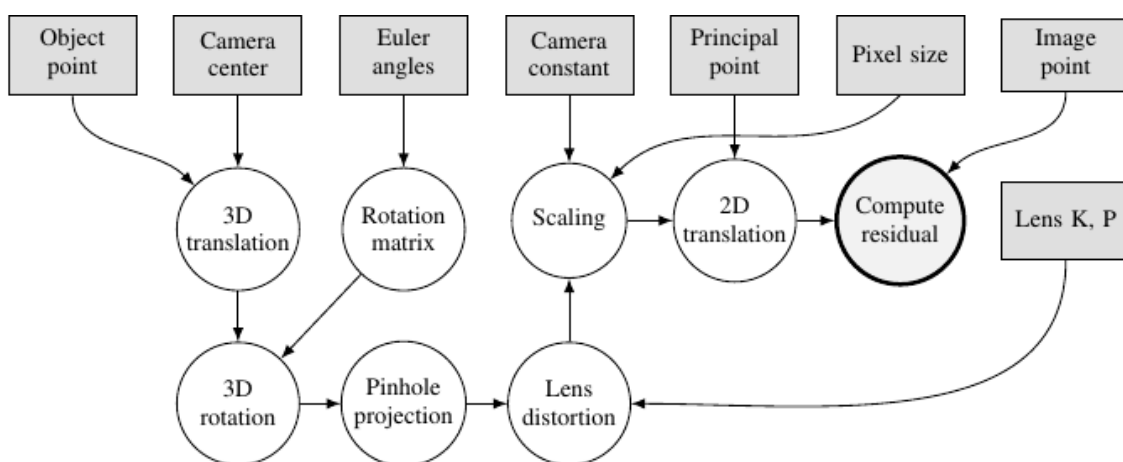 Object
point
Camera
center
Euler
angles
Camera
constant
Principal
point
Pixel size
Image
point
3D
translation
Rotation
matrix
Scaling
2D
translation
Compute
residual
Lens K, P
3D
rotation
Pinhole
projection
Lens
distortion